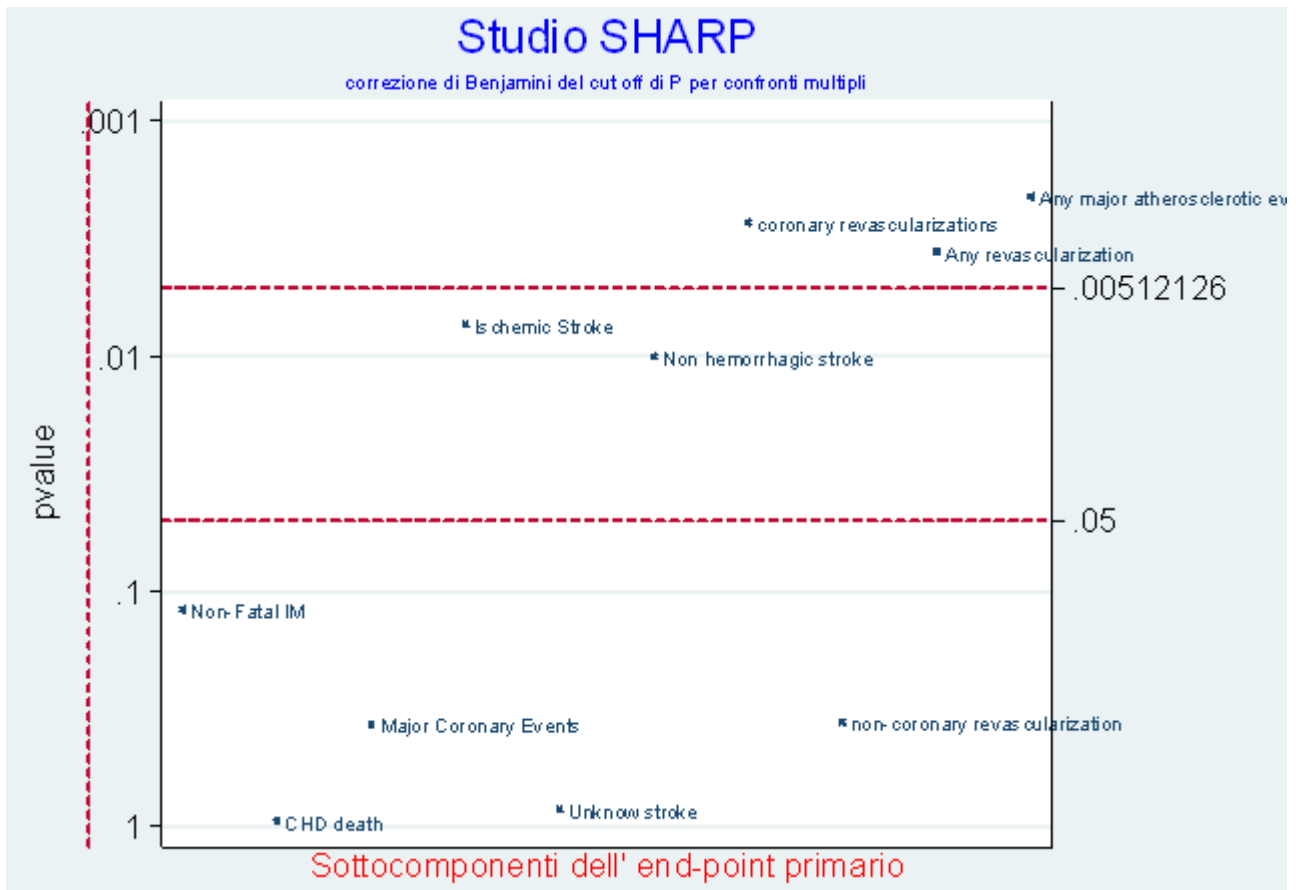 Studio SHARP
correzione di Benjamini del cut off di P per confronti multipli
.001
Any major atherosclerotic ev
coronary revascularizations
Any revascularization
.00512126
Ischemic Stroke
.01
Non hemorrhagic stroke
pvalue
.05
.1
Non-Fatal IM
Major Coronary Events
non-coronary revascularization
Unknow stroke
1
CHD death
Sottocomponenti dell' end-point primario